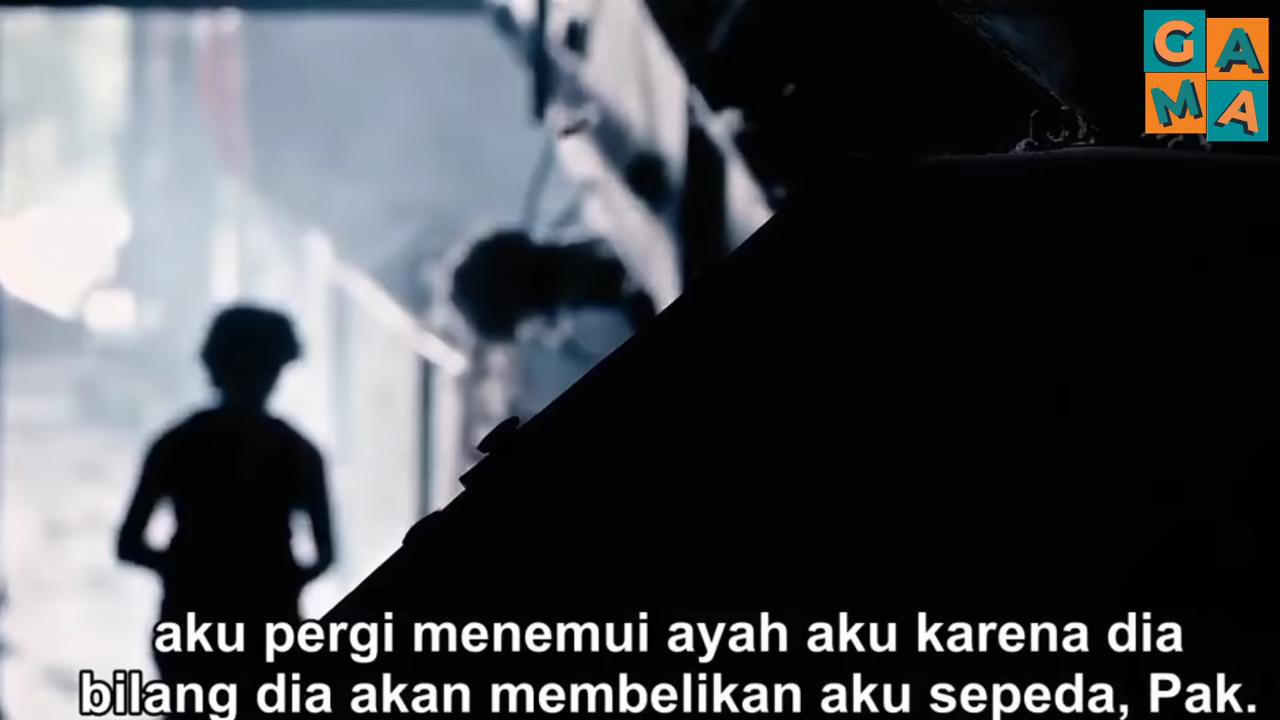 GA
MA
aku pergi menemui ayah aku karena dia
bilang dia akan membelikan aku sepeda, Pak.